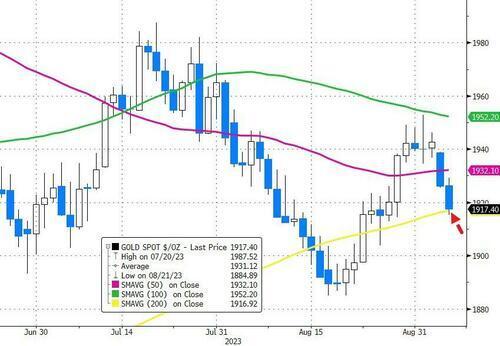 1980
1960
1952.20
1940
1932.10
1920
1917.40
1900
1880
GOLD SPOT $/OZ - Last Price 1917.40
High on 07/20/23 1987.52
Average 1931.12
Low on 08/21/23 1884.89
SMAVG (50) on Close 1932.10
SMAVG (100) on Close 1952.20
SMAVG (200) on Close 1916.92
Jun 30 Jul 14 Jul 31 Aug 15 Aug 31
2023